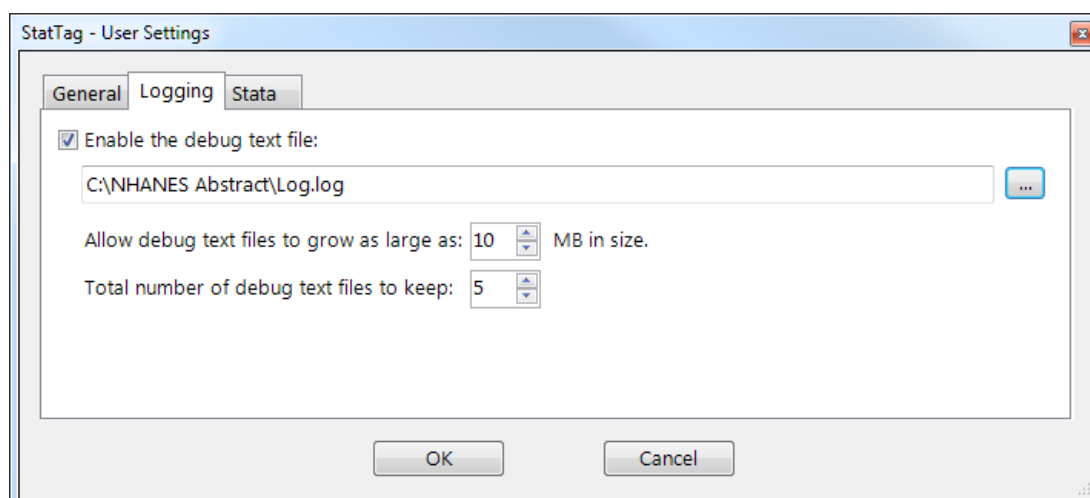 StatTag - User Settings
General Logging Stata
Enable the debug text file:
C:\NHANES Abstract\Log.log ...
Allow debug text files to grow as large as: 10 MB in size.
Total number of debug text files to keep: 5
OK Cancel